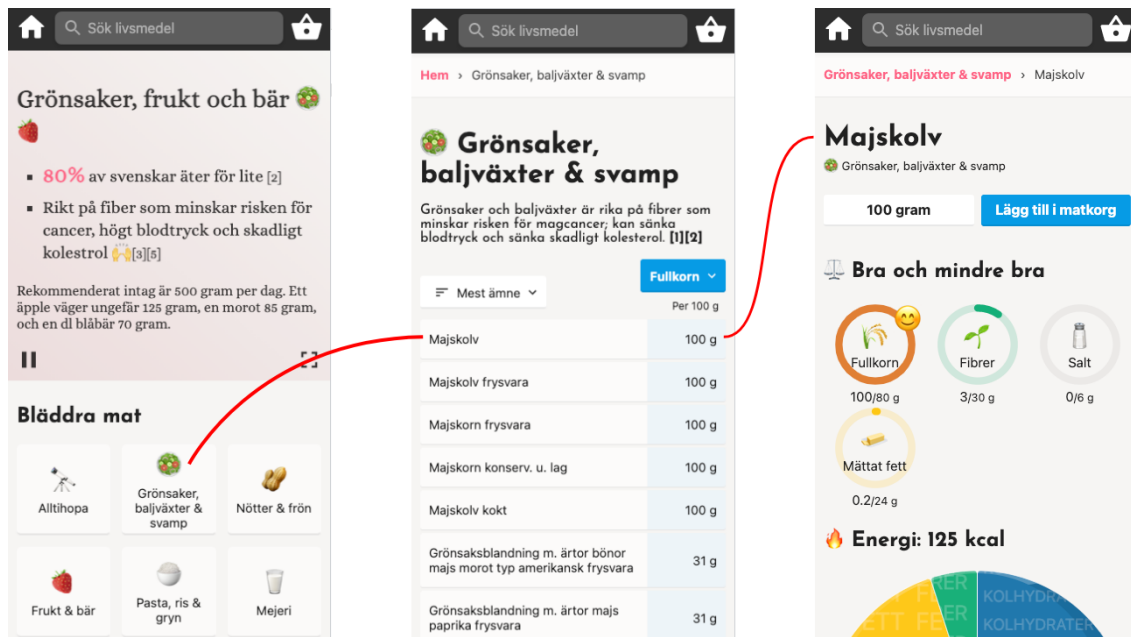 Sök livsmedel
Grönsaker, frukt och bär
80% av svenskar äter för lite [2]
Rikt på fiber som minskar risken för
cancer, högt blodtryck och skadligt
kolestrol [3][5]
Rekommenderat intag är 500 gram per dag. Ett
äpple väger ungefär 125 gram, en morot 85 gram,
och en dl blåbär 70 gram.
Bläddra mat
Alltihopa
Grönsaker,
baljväxter &
svamp
Nötter & frön
Frukt & bär
Pasta, ris &
gryn
Mejeri
Sök livsmedel
Hem › Grönsaker, baljväxter & svamp
Grönsaker,
baljväxter & svamp
Grönsaker och baljväxter är rika på fibrer som
minskar risken för magcancer; kan sänka
blodtryck och sänka skadligt kolesterol. [1][2]
Mest ämne
Fullkorn
Per 100 g
Majskolv 100 g
Majskolv frysvara 100 g
Majskorn frysvara 100 g
Majskorn konserv. u. lag 100 g
Majskolv kokt 100 g
Grönsaksblandning m. ärtor bönor
majs morot typ amerikansk frysvara 31 g
Grönsaksblandning m. ärtor majs
paprika frysvara 31 g
Sök livsmedel
Grönsaker, baljväxter & svamp › Majskolv
Majskolv
Grönsaker, baljväxter & svamp
100 gram
Lägg till i matkorg
Bra och mindre bra
Fullkorn
100/80 g
Fibrer
3/30 g
Salt
0/6 g
Mättat fett
0.2/24 g
Energi: 125 kcal
KOLHYDRATER